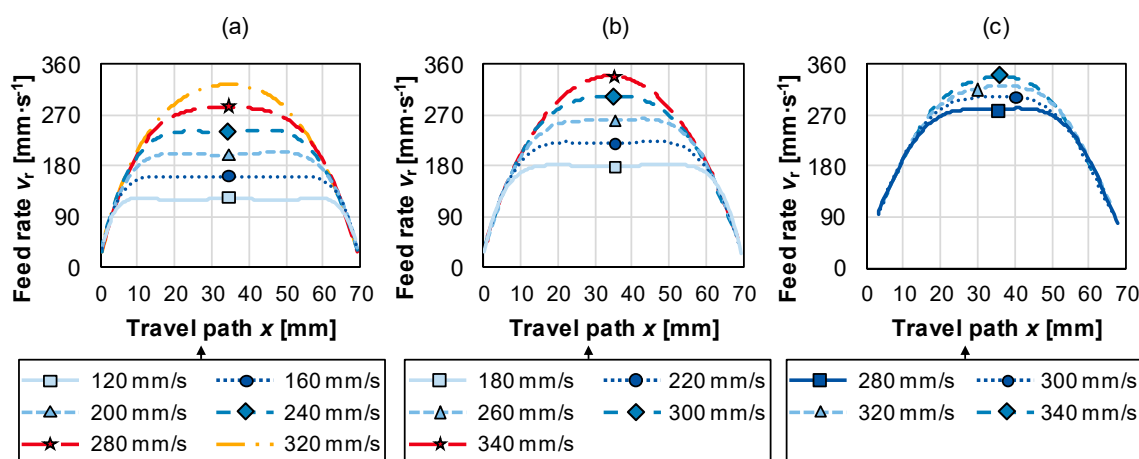 (a) (b) (c)
Feed rate vr [mm·s⁻¹]
360
270
180
90
0
0 10 20 30 40 50 60 70
Travel path x [mm]
120 mm/s 160 mm/s
200 mm/s 240 mm/s
280 mm/s 320 mm/s
Feed rate vr [mm·s⁻¹]
360
270
180
90
0
0 10 20 30 40 50 60 70
Travel path x [mm]
180 mm/s 220 mm/s
260 mm/s 300 mm/s
340 mm/s
Feed rate vr [mm·s⁻¹]
360
270
180
90
0
0 10 20 30 40 50 60 70
Travel path x [mm]
280 mm/s 300 mm/s
320 mm/s 340 mm/s